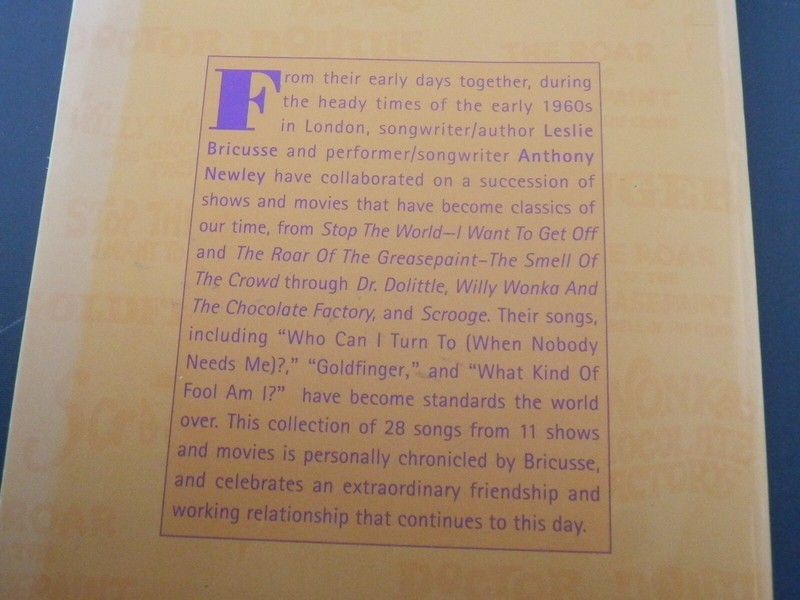 DOCTOR DOLITTLE
THE ROAR
From their early days together, during
the heady times of the early 1960s
in London, songwriter/author Leslie
Bricusse and performer/songwriter Anthony
Newley have collaborated on a succession of
shows and movies that have become classics of
our time, from Stop The World—I Want To Get Off
and The Roar Of The Greasepaint—The Smell Of
The Crowd through Dr. Dolittle, Willy Wonka And
The Chocolate Factory, and Scrooge. Their songs,
including “Who Can I Turn To (When Nobody
Needs Me)?,” “Goldfinger,” and “What Kind Of
Fool Am I?”  have become standards the world
over. This collection of 28 songs from 11 shows
and movies is personally chronicled by Bricusse,
and celebrates an extraordinary friendship and
working relationship that continues to this day.